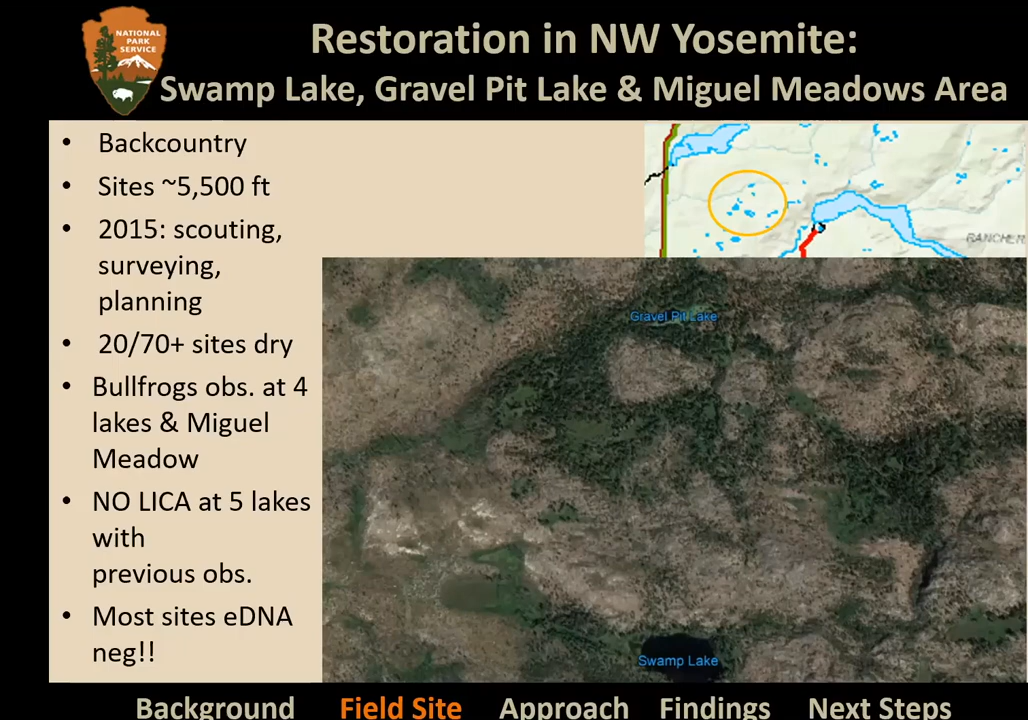 NATIONAL
PARK
SERVICE
Restoration in NW Yosemite:
Swamp Lake, Gravel Pit Lake & Miguel Meadows Area
• Backcountry
• Sites ~5,500 ft
• 2015: scouting,
surveying,
planning
• 20/70+ sites dry
• Bullfrogs obs. at 4
lakes & Miguel
Meadow
• NO LICA at 5 lakes
with
previous obs.
• Most sites eDNA
neg!!
RANCHER
Gravel Pit Lake
Swamp Lake
Background Field Site Approach Findings Next Steps